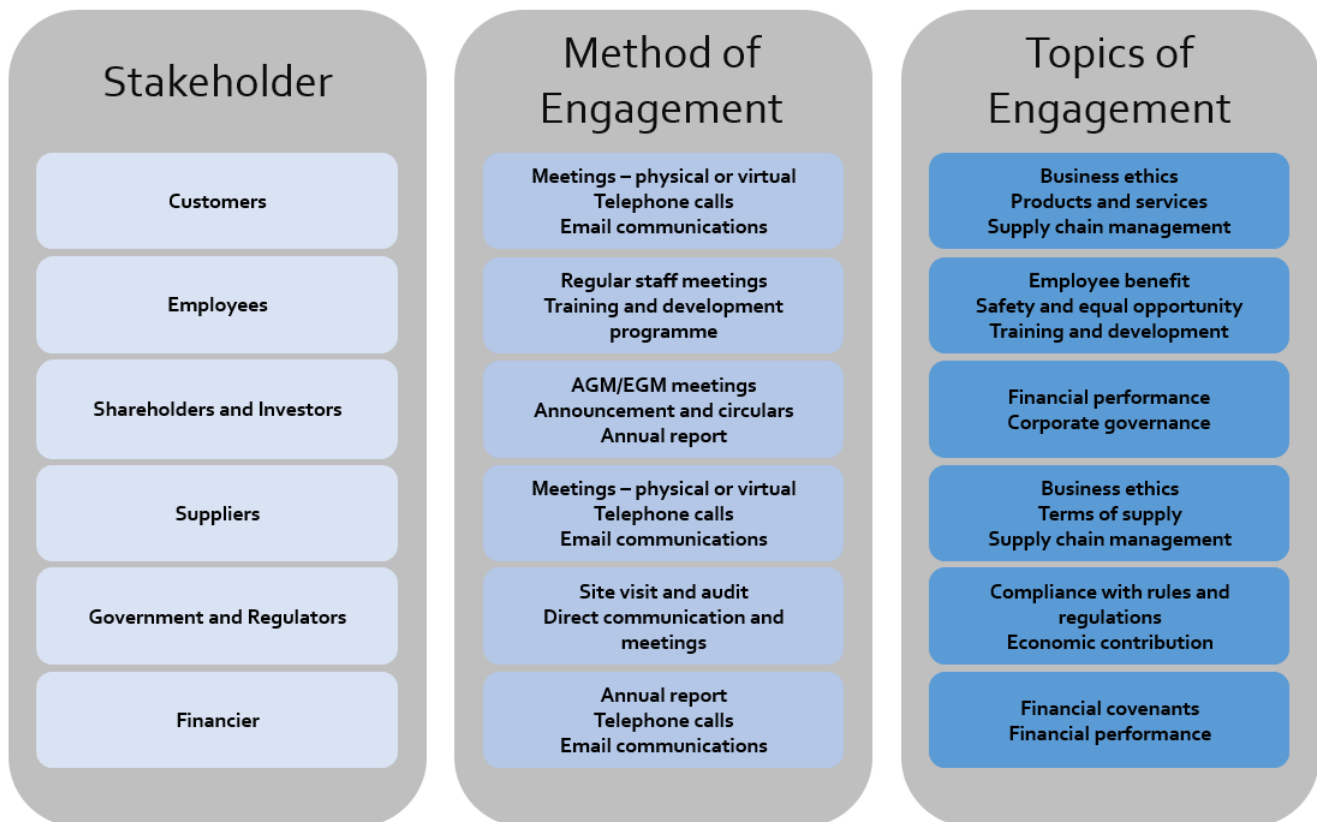 Stakeholder
Method of
Engagement
Topics of
Engagement
Customers
Meetings – physical or virtual
Telephone calls
Email communications
Business ethics
Products and services
Supply chain management
Employees
Regular staff meetings
Training and development
programme
Employee benefit
Safety and equal opportunity
Training and development
Shareholders and Investors
AGM/EGM meetings
Announcement and circulars
Annual report
Financial performance
Corporate governance
Suppliers
Meetings – physical or virtual
Telephone calls
Email communications
Business ethics
Terms of supply
Supply chain management
Government and Regulators
Site visit and audit
Direct communication and
meetings
Compliance with rules and
regulations
Economic contribution
Financier
Annual report
Telephone calls
Email communications
Financial covenants
Financial performance